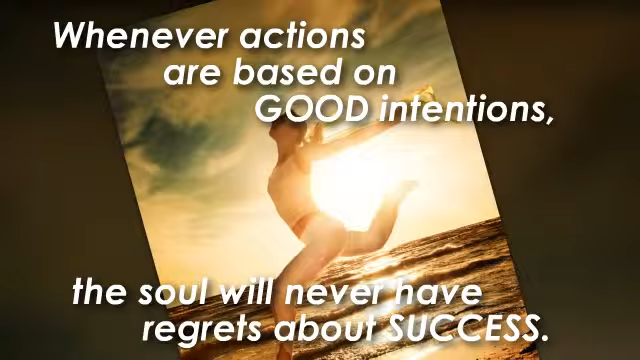 Whenever actions
are based on
GOOD intentions,
the soul will never have
regrets about SUCCESS.